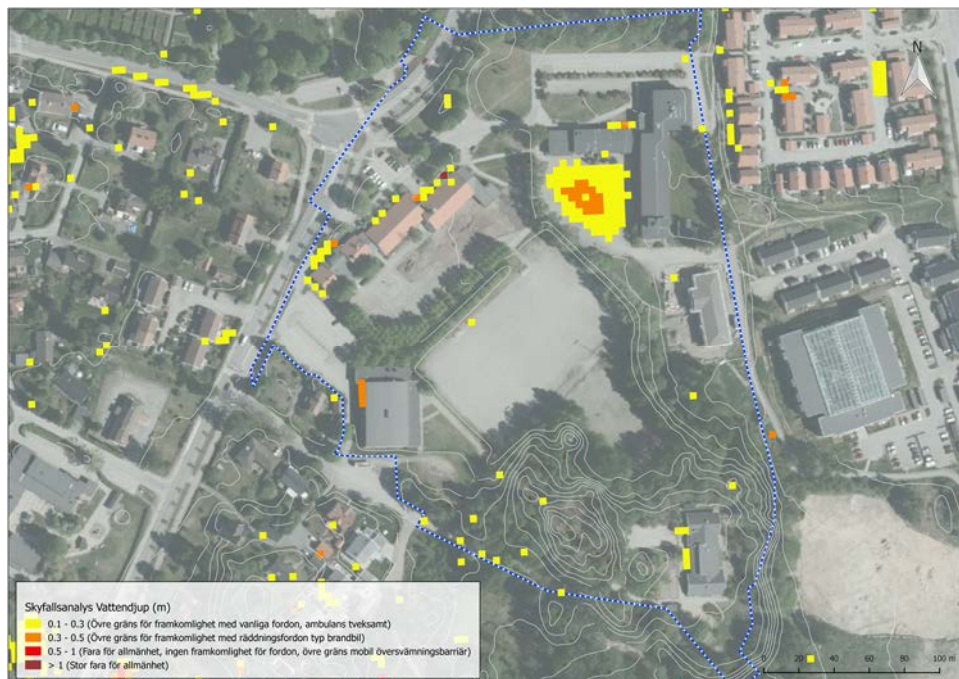 N
Skyfallsanalys Vattendjup (m)
0.1 - 0.3 (Övre gräns för framkomlighet med vanliga fordon, ambulans tveksamt)
0.3 - 0.5 (Övre gräns för framkomlighet med räddningsfordon typ brandbil)
0.5 - 1 (Fara för allmänhet, ingen framkomlighet för fordon, övre gräns mobil översvämningsbarriär)
> 1 (Stor fara för allmänhet)
0 20 40 60 80 100 m